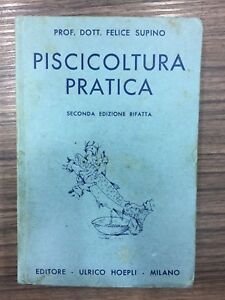 PROF. DOTT. FELICE SUPINO
PISCICOLTURA
PRATICA
SECONDA EDIZIONE RIFATTA
EDITORE - ULRICO HOEPLI - MILANO